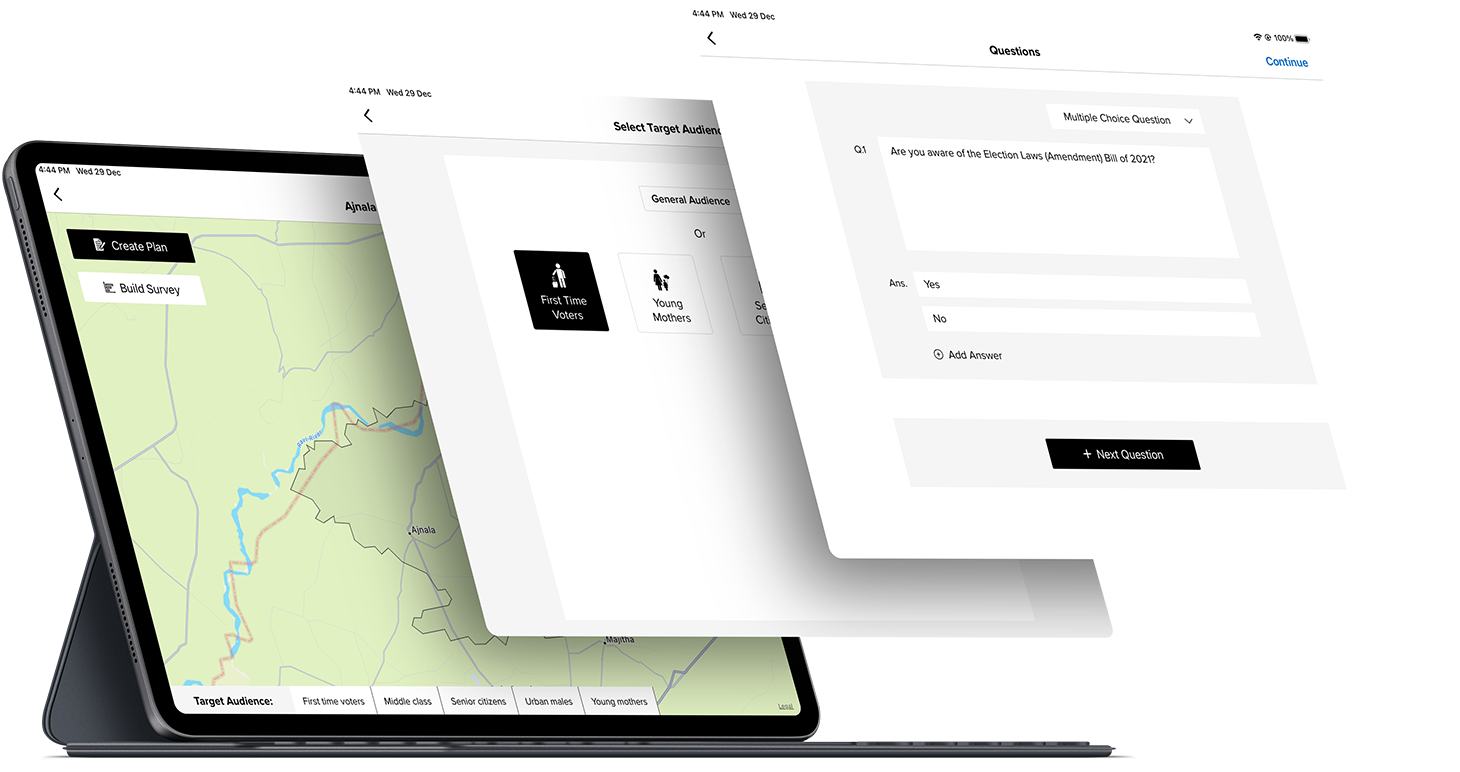 4:44 PM Wed 29 Dec
Ajnala
Create Plan
Build Survey
Ravi River
Ajnala
Majitha
Target Audience: First time voters Middle class Senior citizens Urban males Young mothers
Legal
4:44 PM Wed 29 Dec
Select Target Audienc
General Audience
Or
First Time
Voters
Young
Mothers
Se
Citi
4:44 PM Wed 29 Dec
100%
Questions
Continue
Multiple Choice Question
Q.1 Are you aware of the Election Laws (Amendment) Bill of 2021?
Ans. Yes
No
Add Answer
+ Next Question